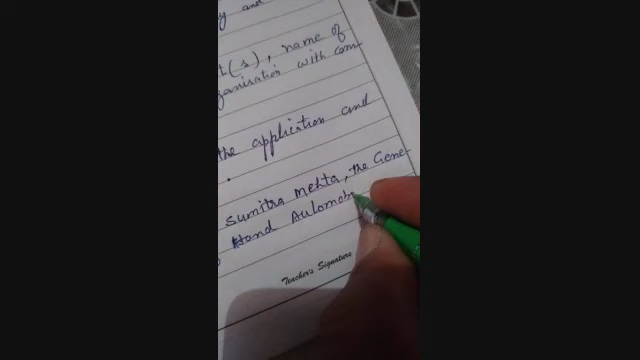 y and
t(s), name of
ganisation with com
the application and
.
Sumitra Mehta, the Gene-
Hand Automob
Teacher's Signature